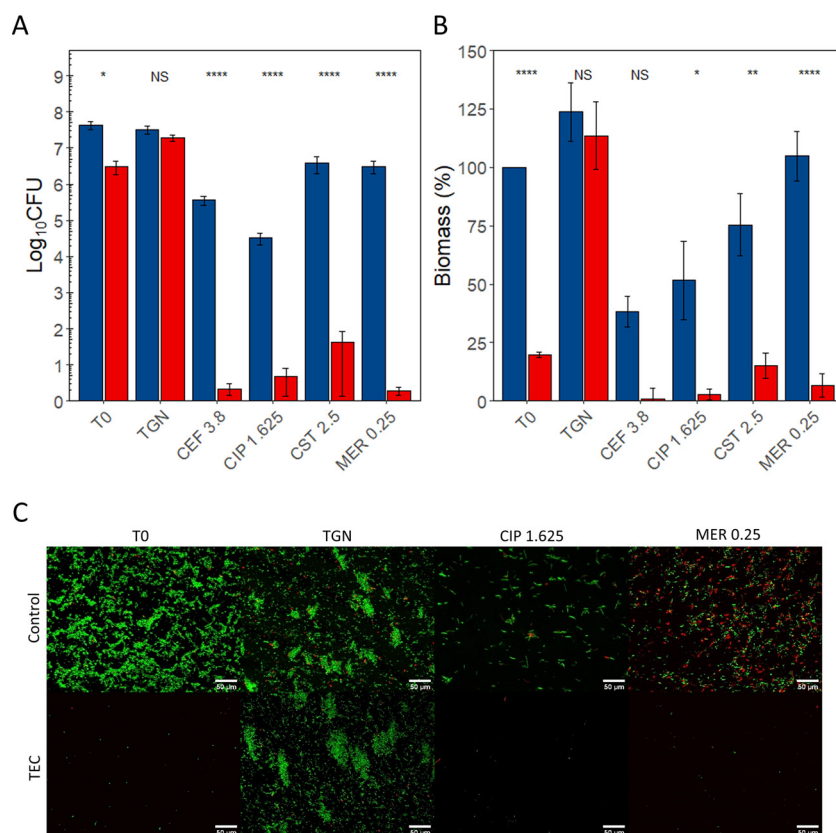 A
B
* NS **** **** **** ****
9
8
7
6
5
4
3
2
1
0
Log10CFU
T0
TGN
CEF 3.8
CIP 1.625
CST 2.5
MER 0.25
**** NS NS * ** ****
150
125
100
75
50
25
0
Biomass (%)
T0
TGN
CEF 3.8
CIP 1.625
CST 2.5
MER 0.25
C
T0 TGN CIP 1.625 MER 0.25
Control
50 µm 50 µm 50 µm 50 µm
TEC
50 µm 50 µm 50 µm 50 µm